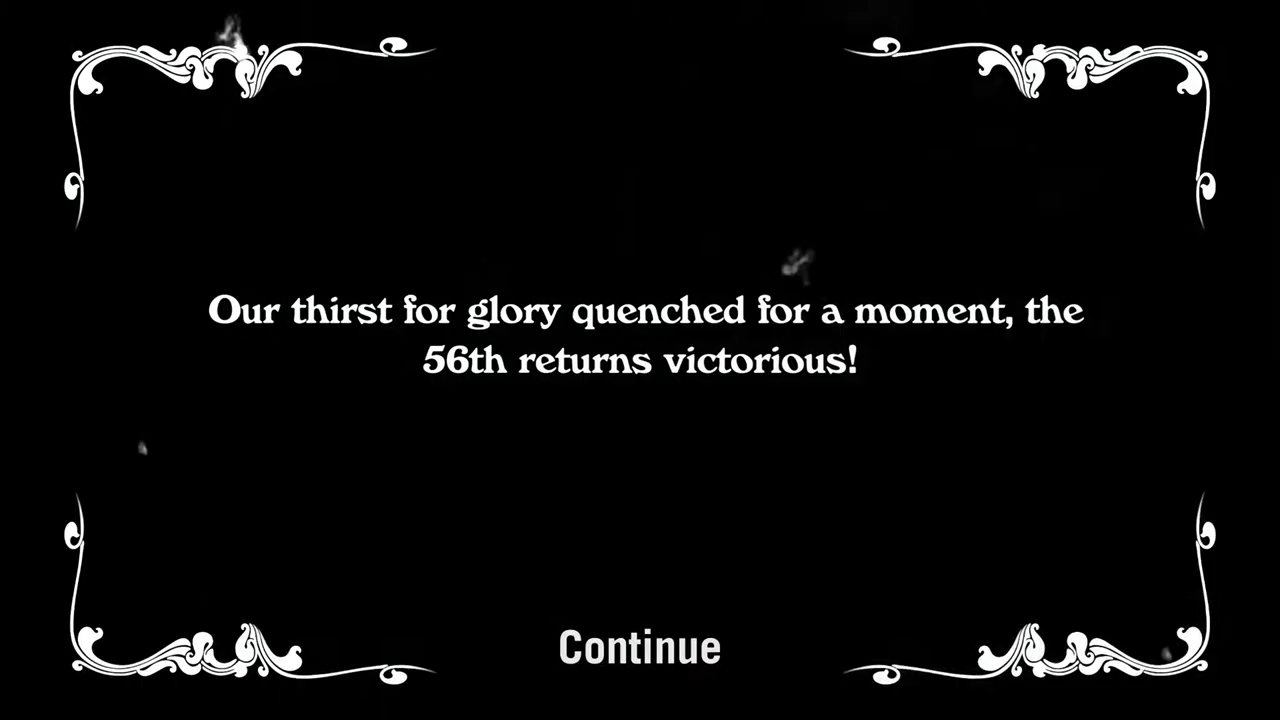 Our thirst for glory quenched for a moment, the
56th returns victorious!
Continue